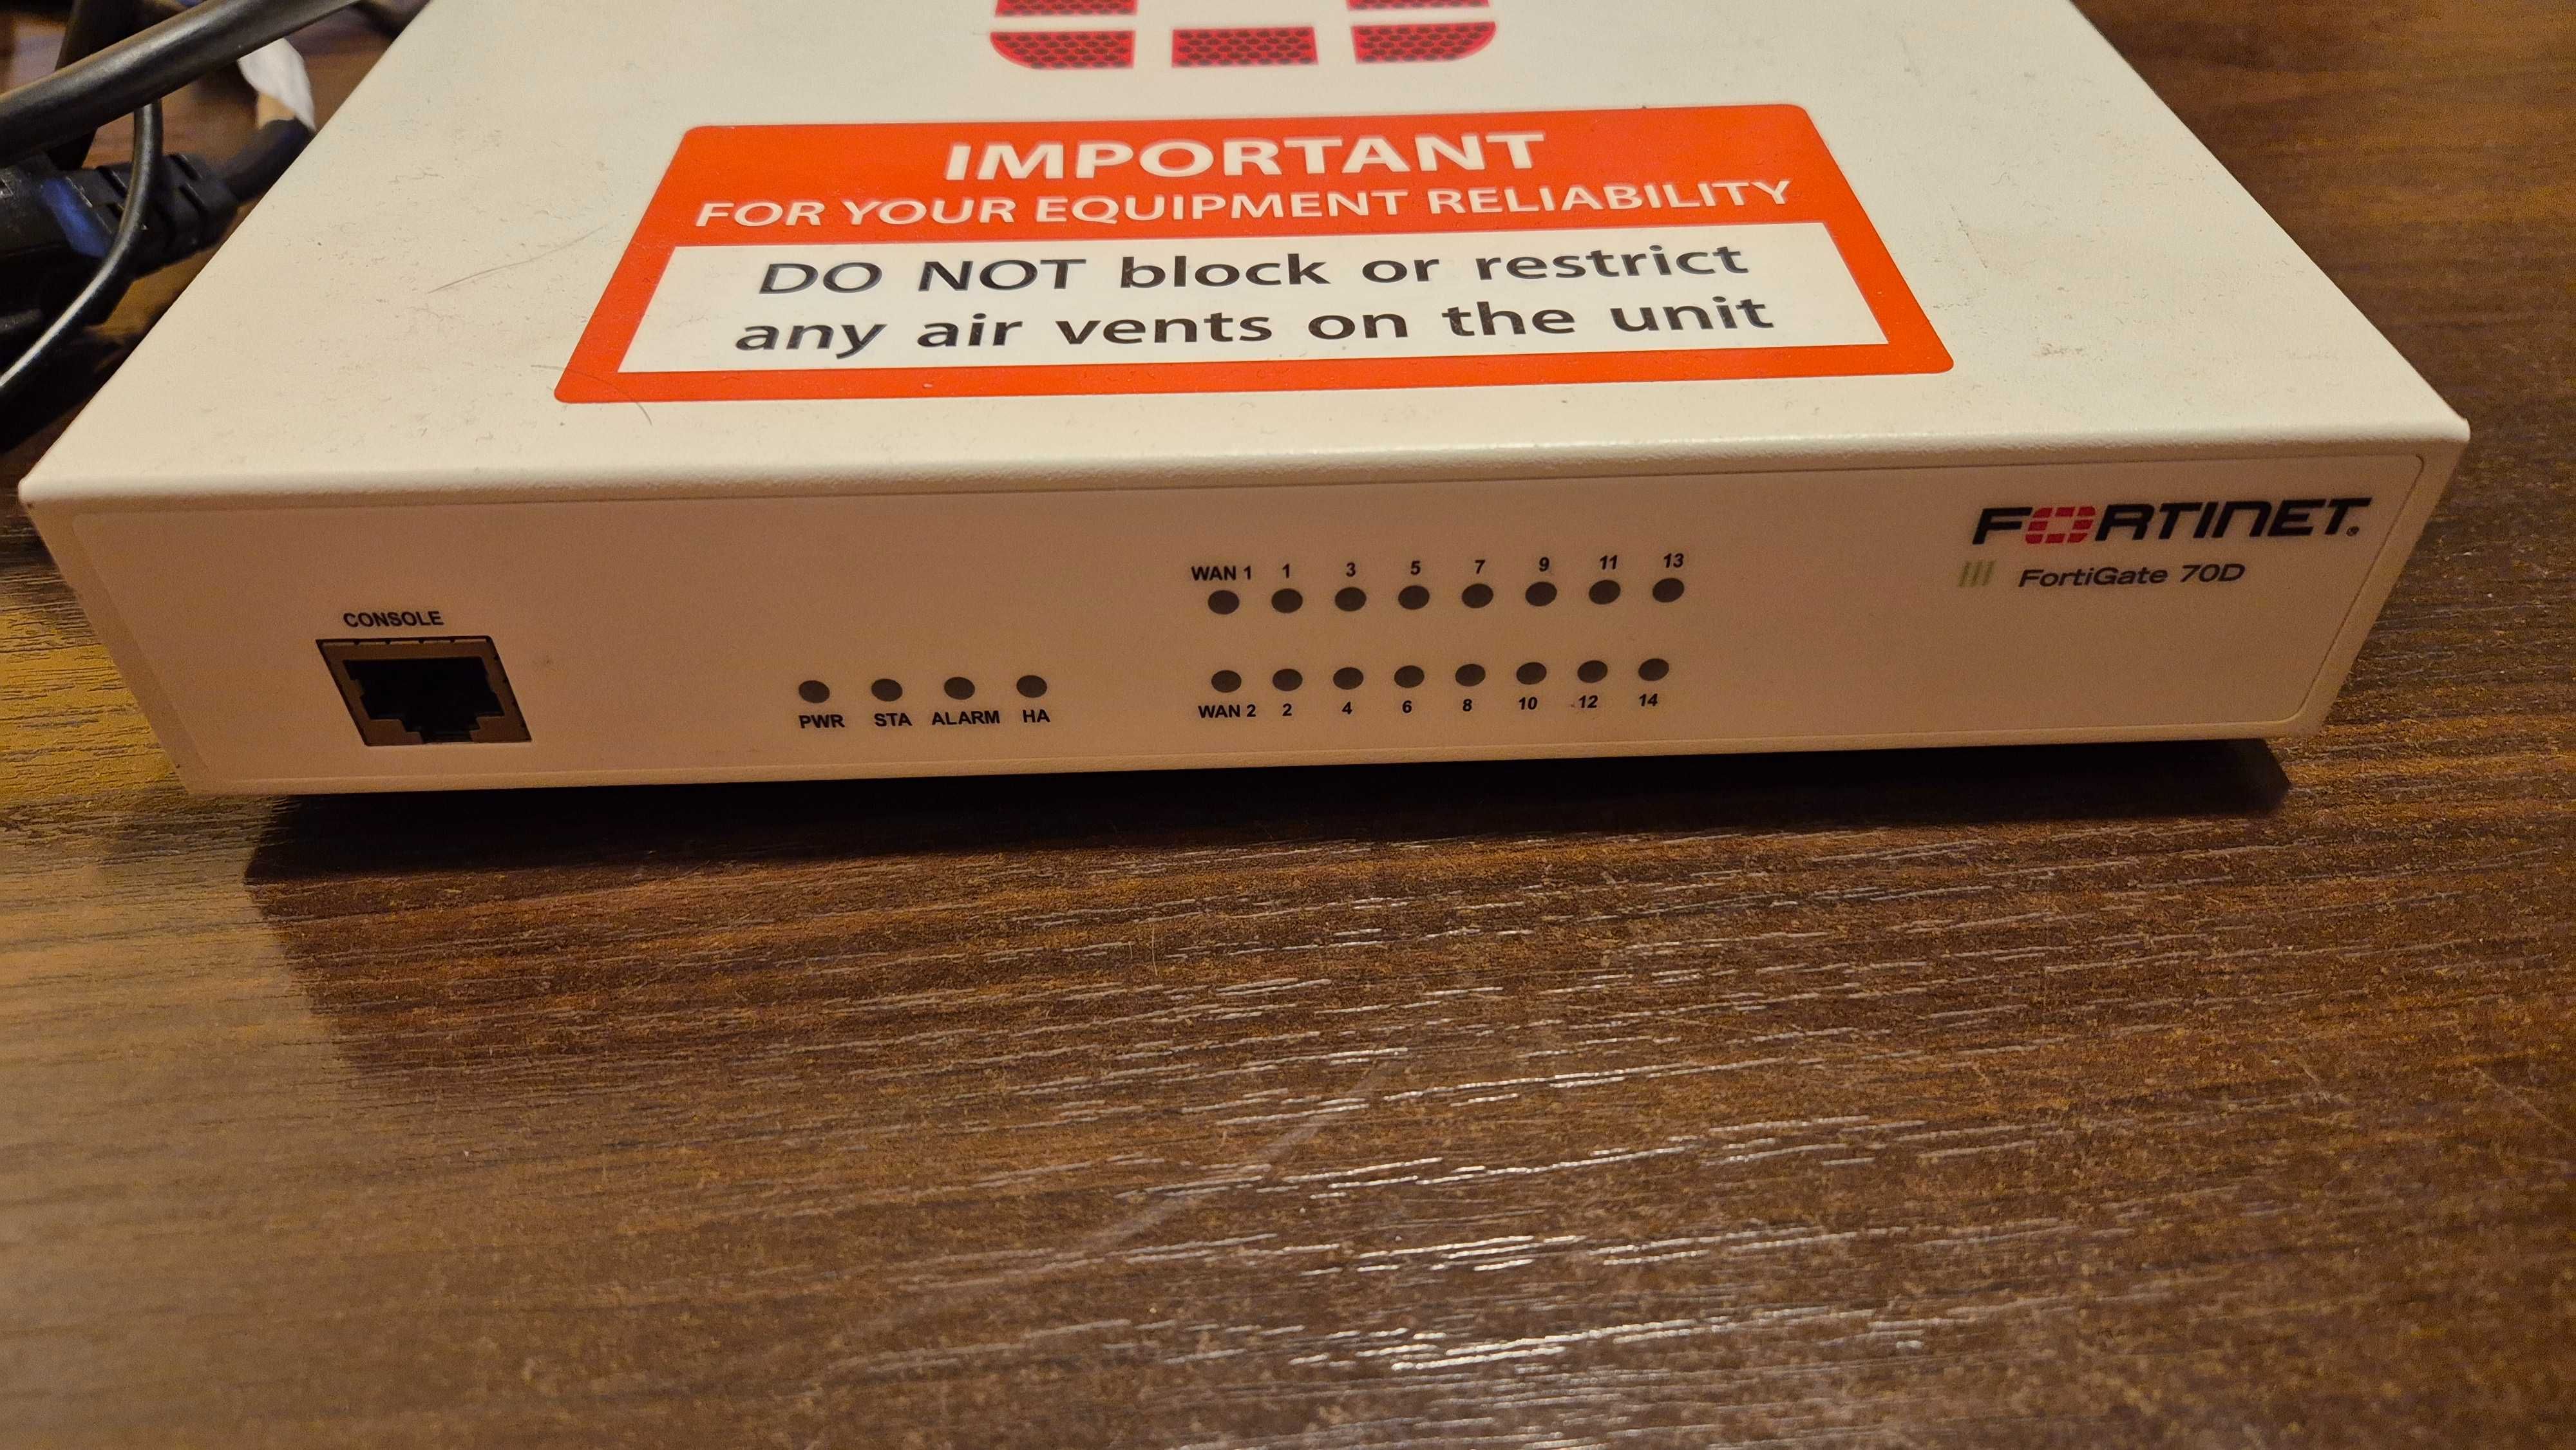 IMPORTANT
FOR YOUR EQUIPMENT RELIABILITY
DO NOT block or restrict
any air vents on the unit
FORTINET
FortiGate 70D
CONSOLE
PWR STA ALARM HA
WAN 1 1 3 5 7 9 11 13
WAN 2 2 4 6 8 10 12 14